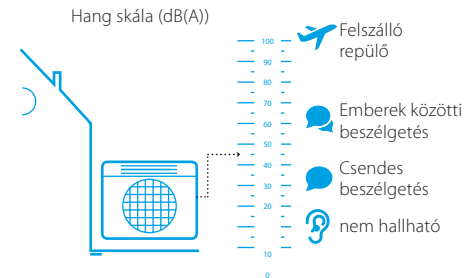 Hang skála (dB(A))
100
90
80
70
60
50
40
30
20
10
0
Felszálló
repülő
Emberek közötti
beszélgetés
Csendes
beszélgetés
nem hallható